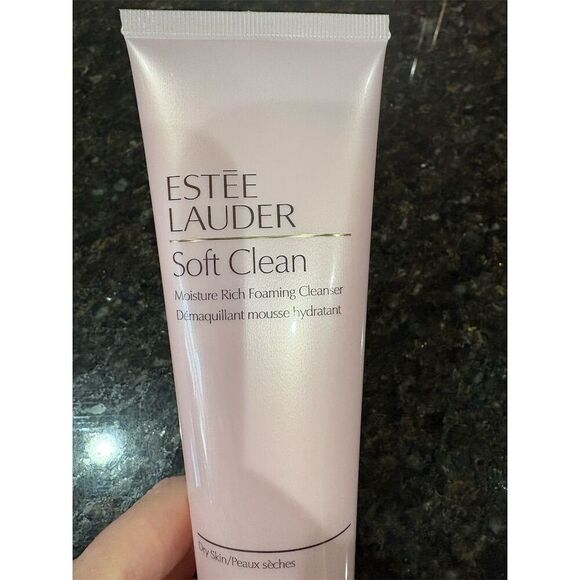 ESTĒE
LAUDER
Soft Clean
Moisture Rich Foaming Cleanser
Démaquillant mousse hydratant
Dry Skin/Peaux sèches